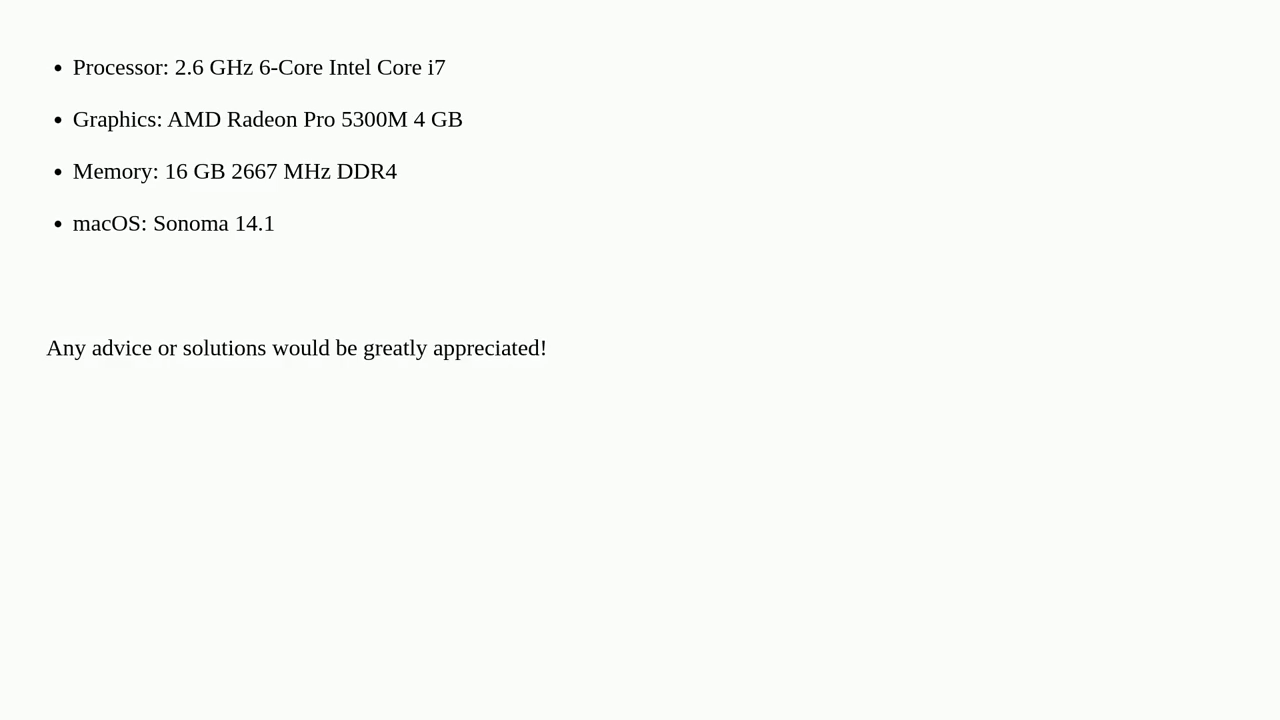 • Processor: 2.6 GHz 6-Core Intel Core i7
• Graphics: AMD Radeon Pro 5300M 4 GB
• Memory: 16 GB 2667 MHz DDR4
• macOS: Sonoma 14.1
Any advice or solutions would be greatly appreciated!